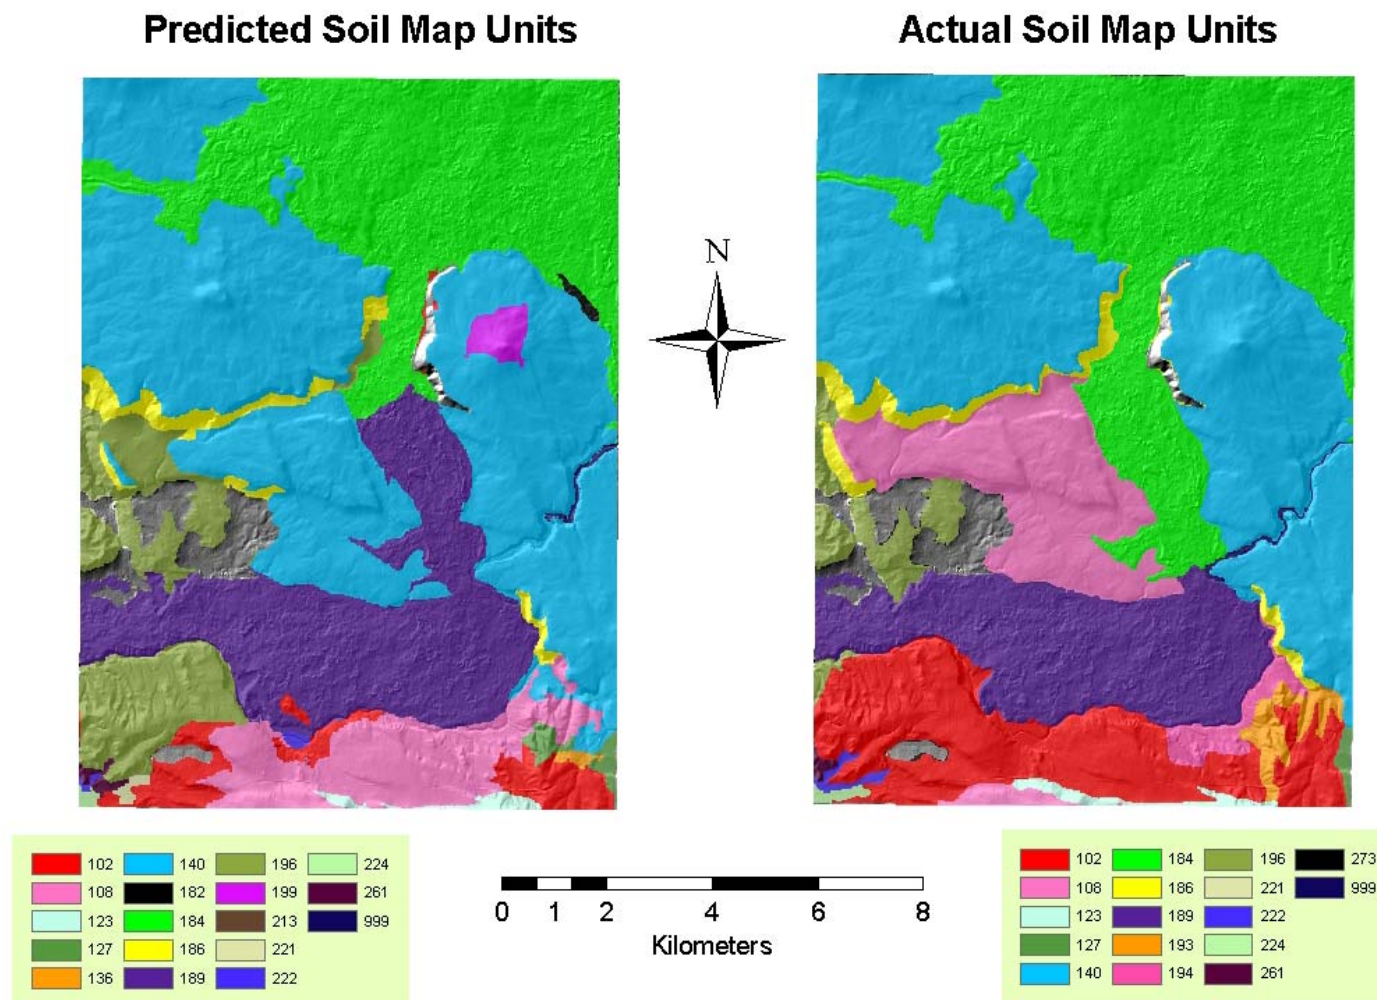 Predicted Soil Map Units
Actual Soil Map Units
N
102 140 196 224
108 182 199 261
123 184 213 999
127 186 221
136 189 222
0 1 2 4 6 8
Kilometers
102 184 196 273
108 186 221 999
123 189 222
127 193 224
140 194 261